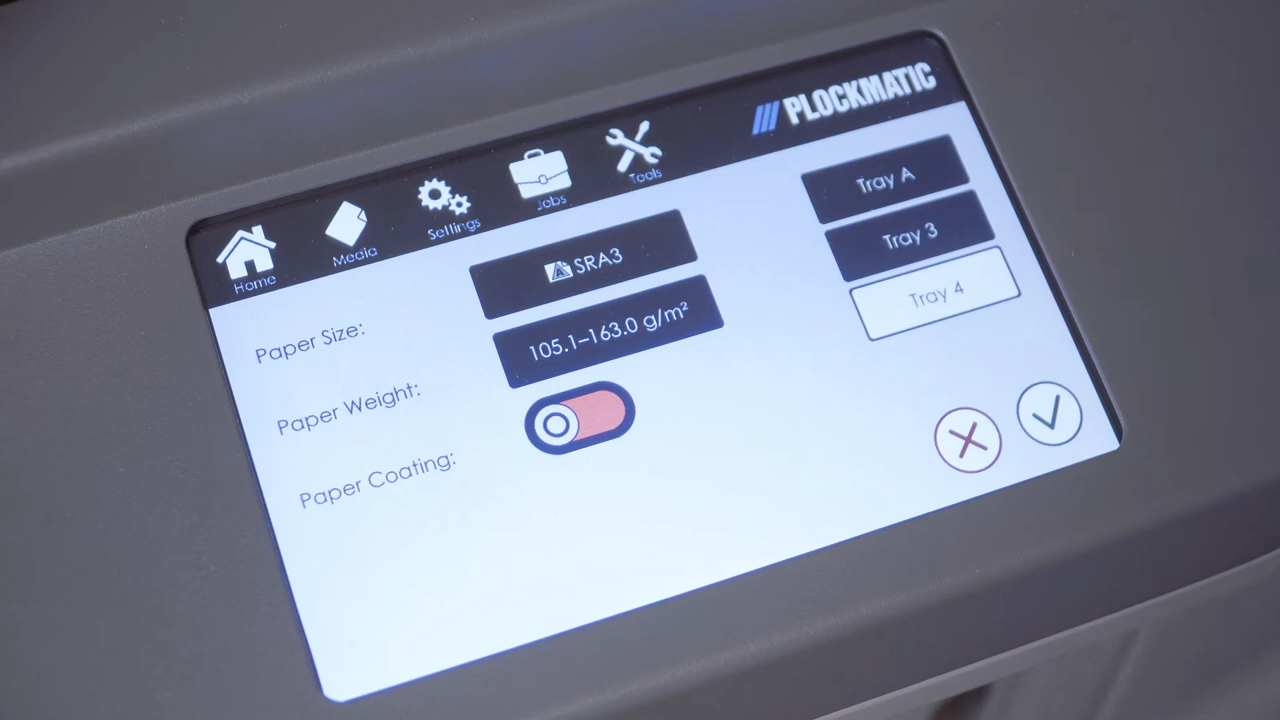 PLOCKMATIC
Home
Media
Settings
Jobs
Tools
Paper Size:
SRA3
Paper Weight:
105.1–163.0 g/m²
Paper Coating:
Tray A
Tray 3
Tray 4